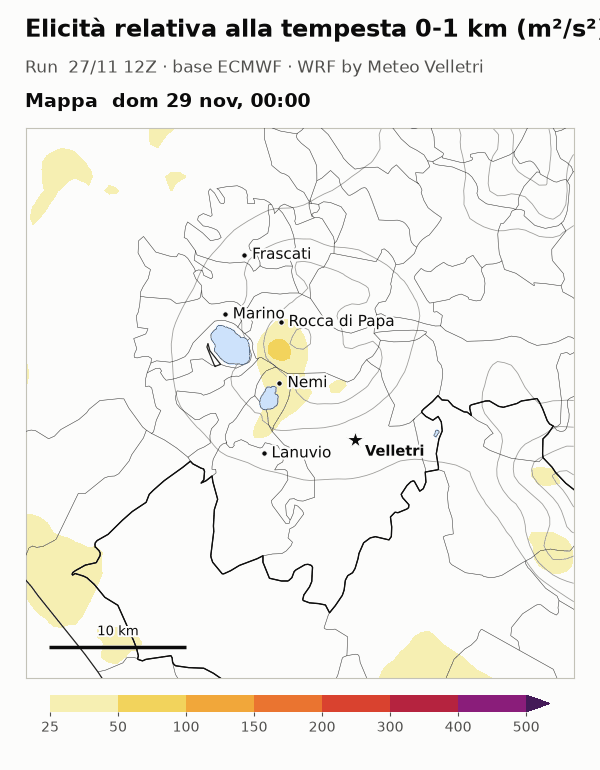 Elicità relativa alla tempesta 0-1 km (m²/s²)
Run 27/11 12Z · base ECMWF · WRF by Meteo Velletri
Mappa dom 29 nov, 00:00
Frascati
Marino
Rocca di Papa
Nemi
Velletri
Lanuvio
10 km
25 50 100 150 200 300 400 500